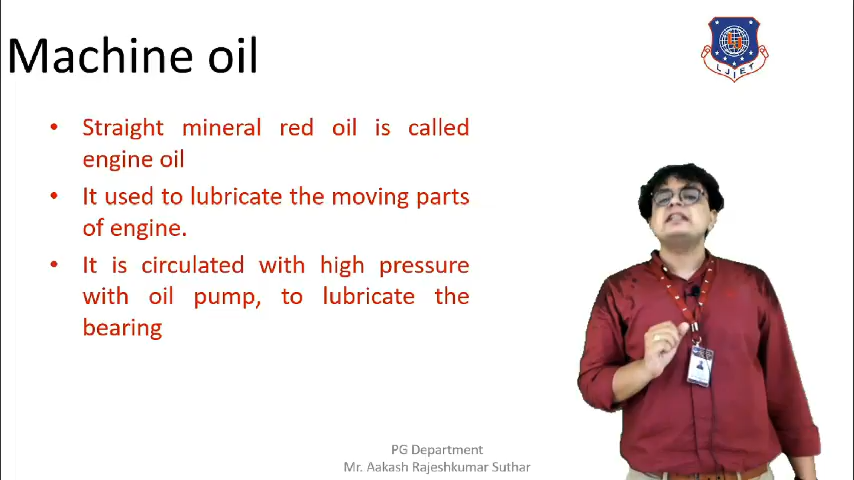 Machine oil
LJIET
• Straight mineral red oil is called
engine oil
• It used to lubricate the moving parts
of engine.
• It is circulated with high pressure
with oil pump, to lubricate the
bearing
PG Department
Mr. Aakash Rajeshkumar Suthar